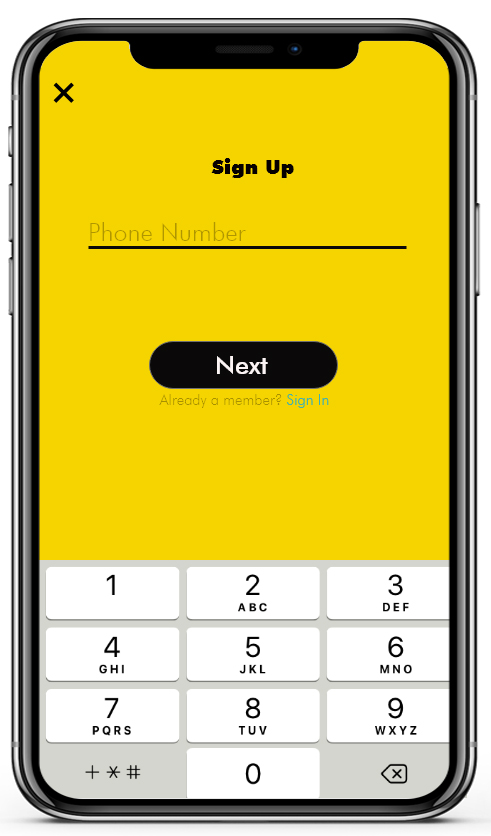 Sign Up
Phone Number
Next
Already a member? Sign In
1 2 3
ABC DEF
4 5 6
GHI JKL MNO
7 8 9
PQRS TUV WXYZ
+ * # 0